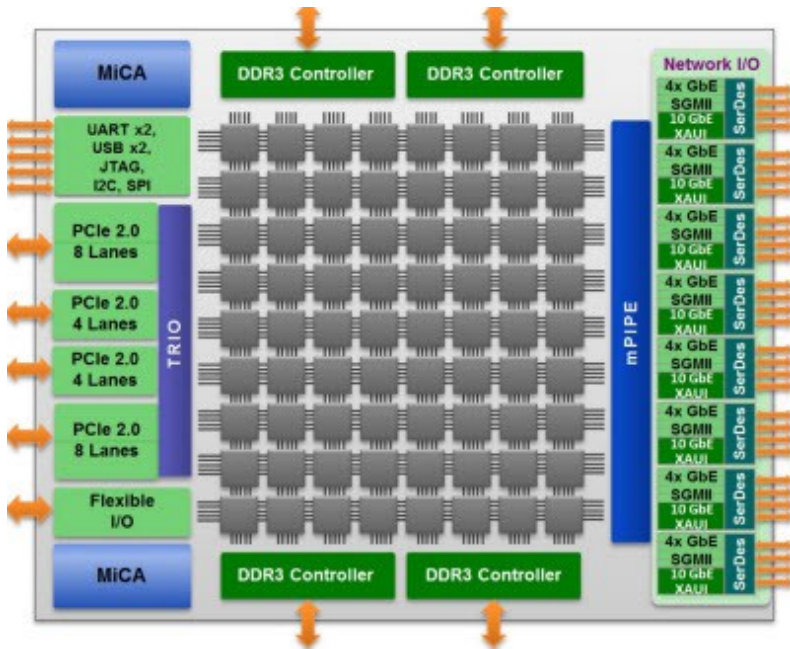 MiCA
DDR3 Controller
DDR3 Controller
UART x2,
USB x2,
JTAG,
I2C, SPI
PCIe 2.0
8 Lanes
PCIe 2.0
4 Lanes
PCIe 2.0
4 Lanes
PCIe 2.0
8 Lanes
TRIO
Flexible
I/O
MiCA
DDR3 Controller
DDR3 Controller
mPIPE
Network I/O
4x GbE
SGMII
10 GbE
XAUI
SerDes
4x GbE
SGMII
10 GbE
XAUI
SerDes
4x GbE
SGMII
10 GbE
XAUI
SerDes
4x GbE
SGMII
10 GbE
XAUI
SerDes
4x GbE
SGMII
10 GbE
XAUI
SerDes
4x GbE
SGMII
10 GbE
XAUI
SerDes
4x GbE
SGMII
10 GbE
XAUI
SerDes
4x GbE
SGMII
10 GbE
XAUI
SerDes